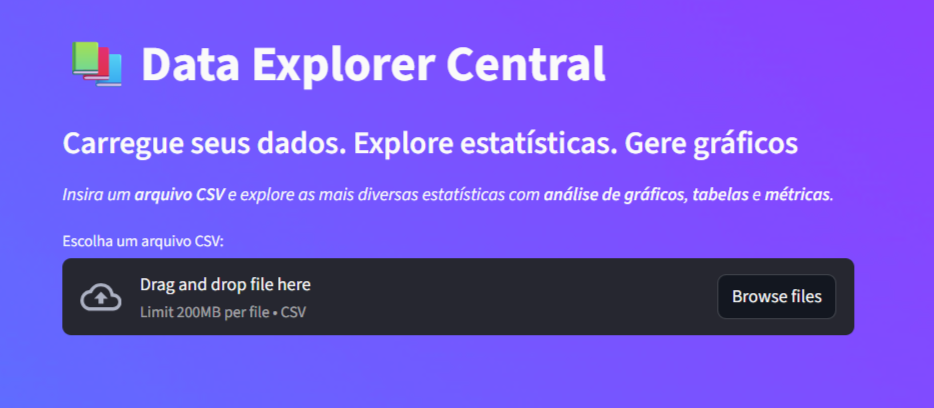 Data Explorer Central
Carregue seus dados. Explore estatísticas. Gere gráficos
Insira um arquivo CSV e explore as mais diversas estatísticas com análise de gráficos, tabelas e métricas.
Escolha um arquivo CSV:
Drag and drop file here
Limit 200MB per file • CSV
Browse files